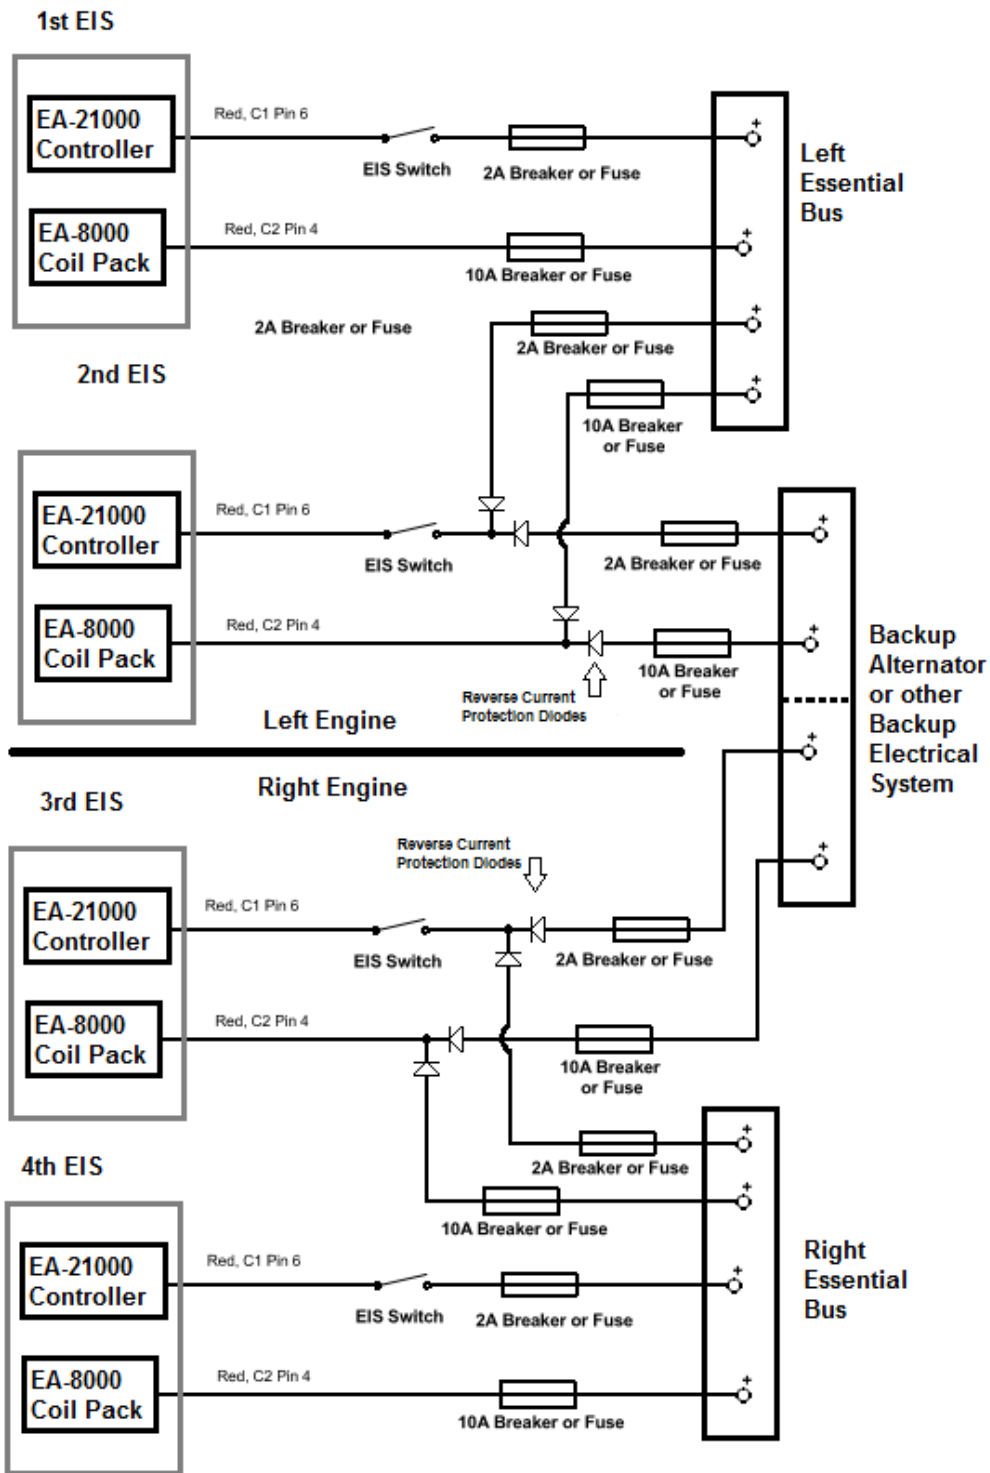 1st EIS
EA-21000
Controller
Red, C1 Pin 6
EIS Switch
2A Breaker or Fuse
Left
Essential
Bus
EA-8000
Coil Pack
Red, C2 Pin 4
10A Breaker or Fuse
2A Breaker or Fuse
2A Breaker or Fuse
10A Breaker
or Fuse
2nd EIS
EA-21000
Controller
Red, C1 Pin 6
EIS Switch
2A Breaker or Fuse
EA-8000
Coil Pack
Red, C2 Pin 4
10A Breaker
or Fuse
Reverse Current
Protection Diodes
Backup
Alternator
or other
Backup
Electrical
System
Left Engine
Right Engine
3rd EIS
Reverse Current
Protection Diodes
EA-21000
Controller
Red, C1 Pin 6
EIS Switch
2A Breaker or Fuse
EA-8000
Coil Pack
Red, C2 Pin 4
10A Breaker
or Fuse
2A Breaker or Fuse
10A Breaker or Fuse
4th EIS
EA-21000
Controller
Red, C1 Pin 6
EIS Switch
2A Breaker or Fuse
Right
Essential
Bus
EA-8000
Coil Pack
Red, C2 Pin 4
10A Breaker or Fuse